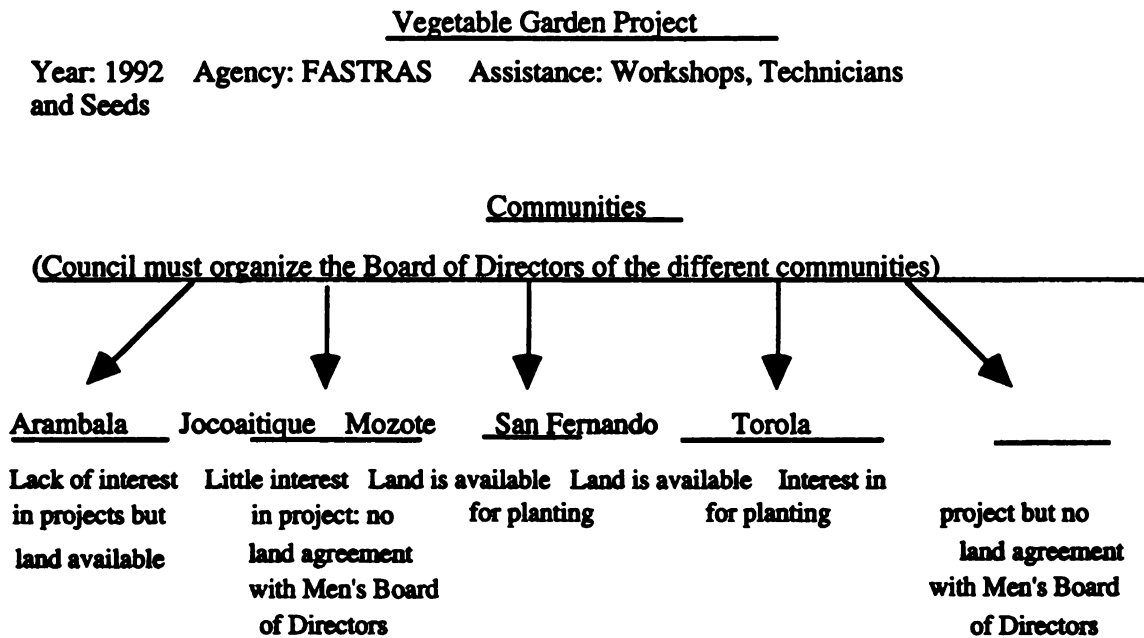 Vegetable Garden Project
Year: 1992 Agency: FASTRAS Assistance: Workshops, Technicians
and Seeds
Communities
(Council must organize the Board of Directors of the different communities)
Arambala Jocoaitique Mozote San Fernando Torola
Lack of interest Little interest Land is available Land is available Interest in
in projects but in project: no for planting for planting project but no
land available land agreement land agreement
with Men's Board with Men's Board
of Directors of Directors